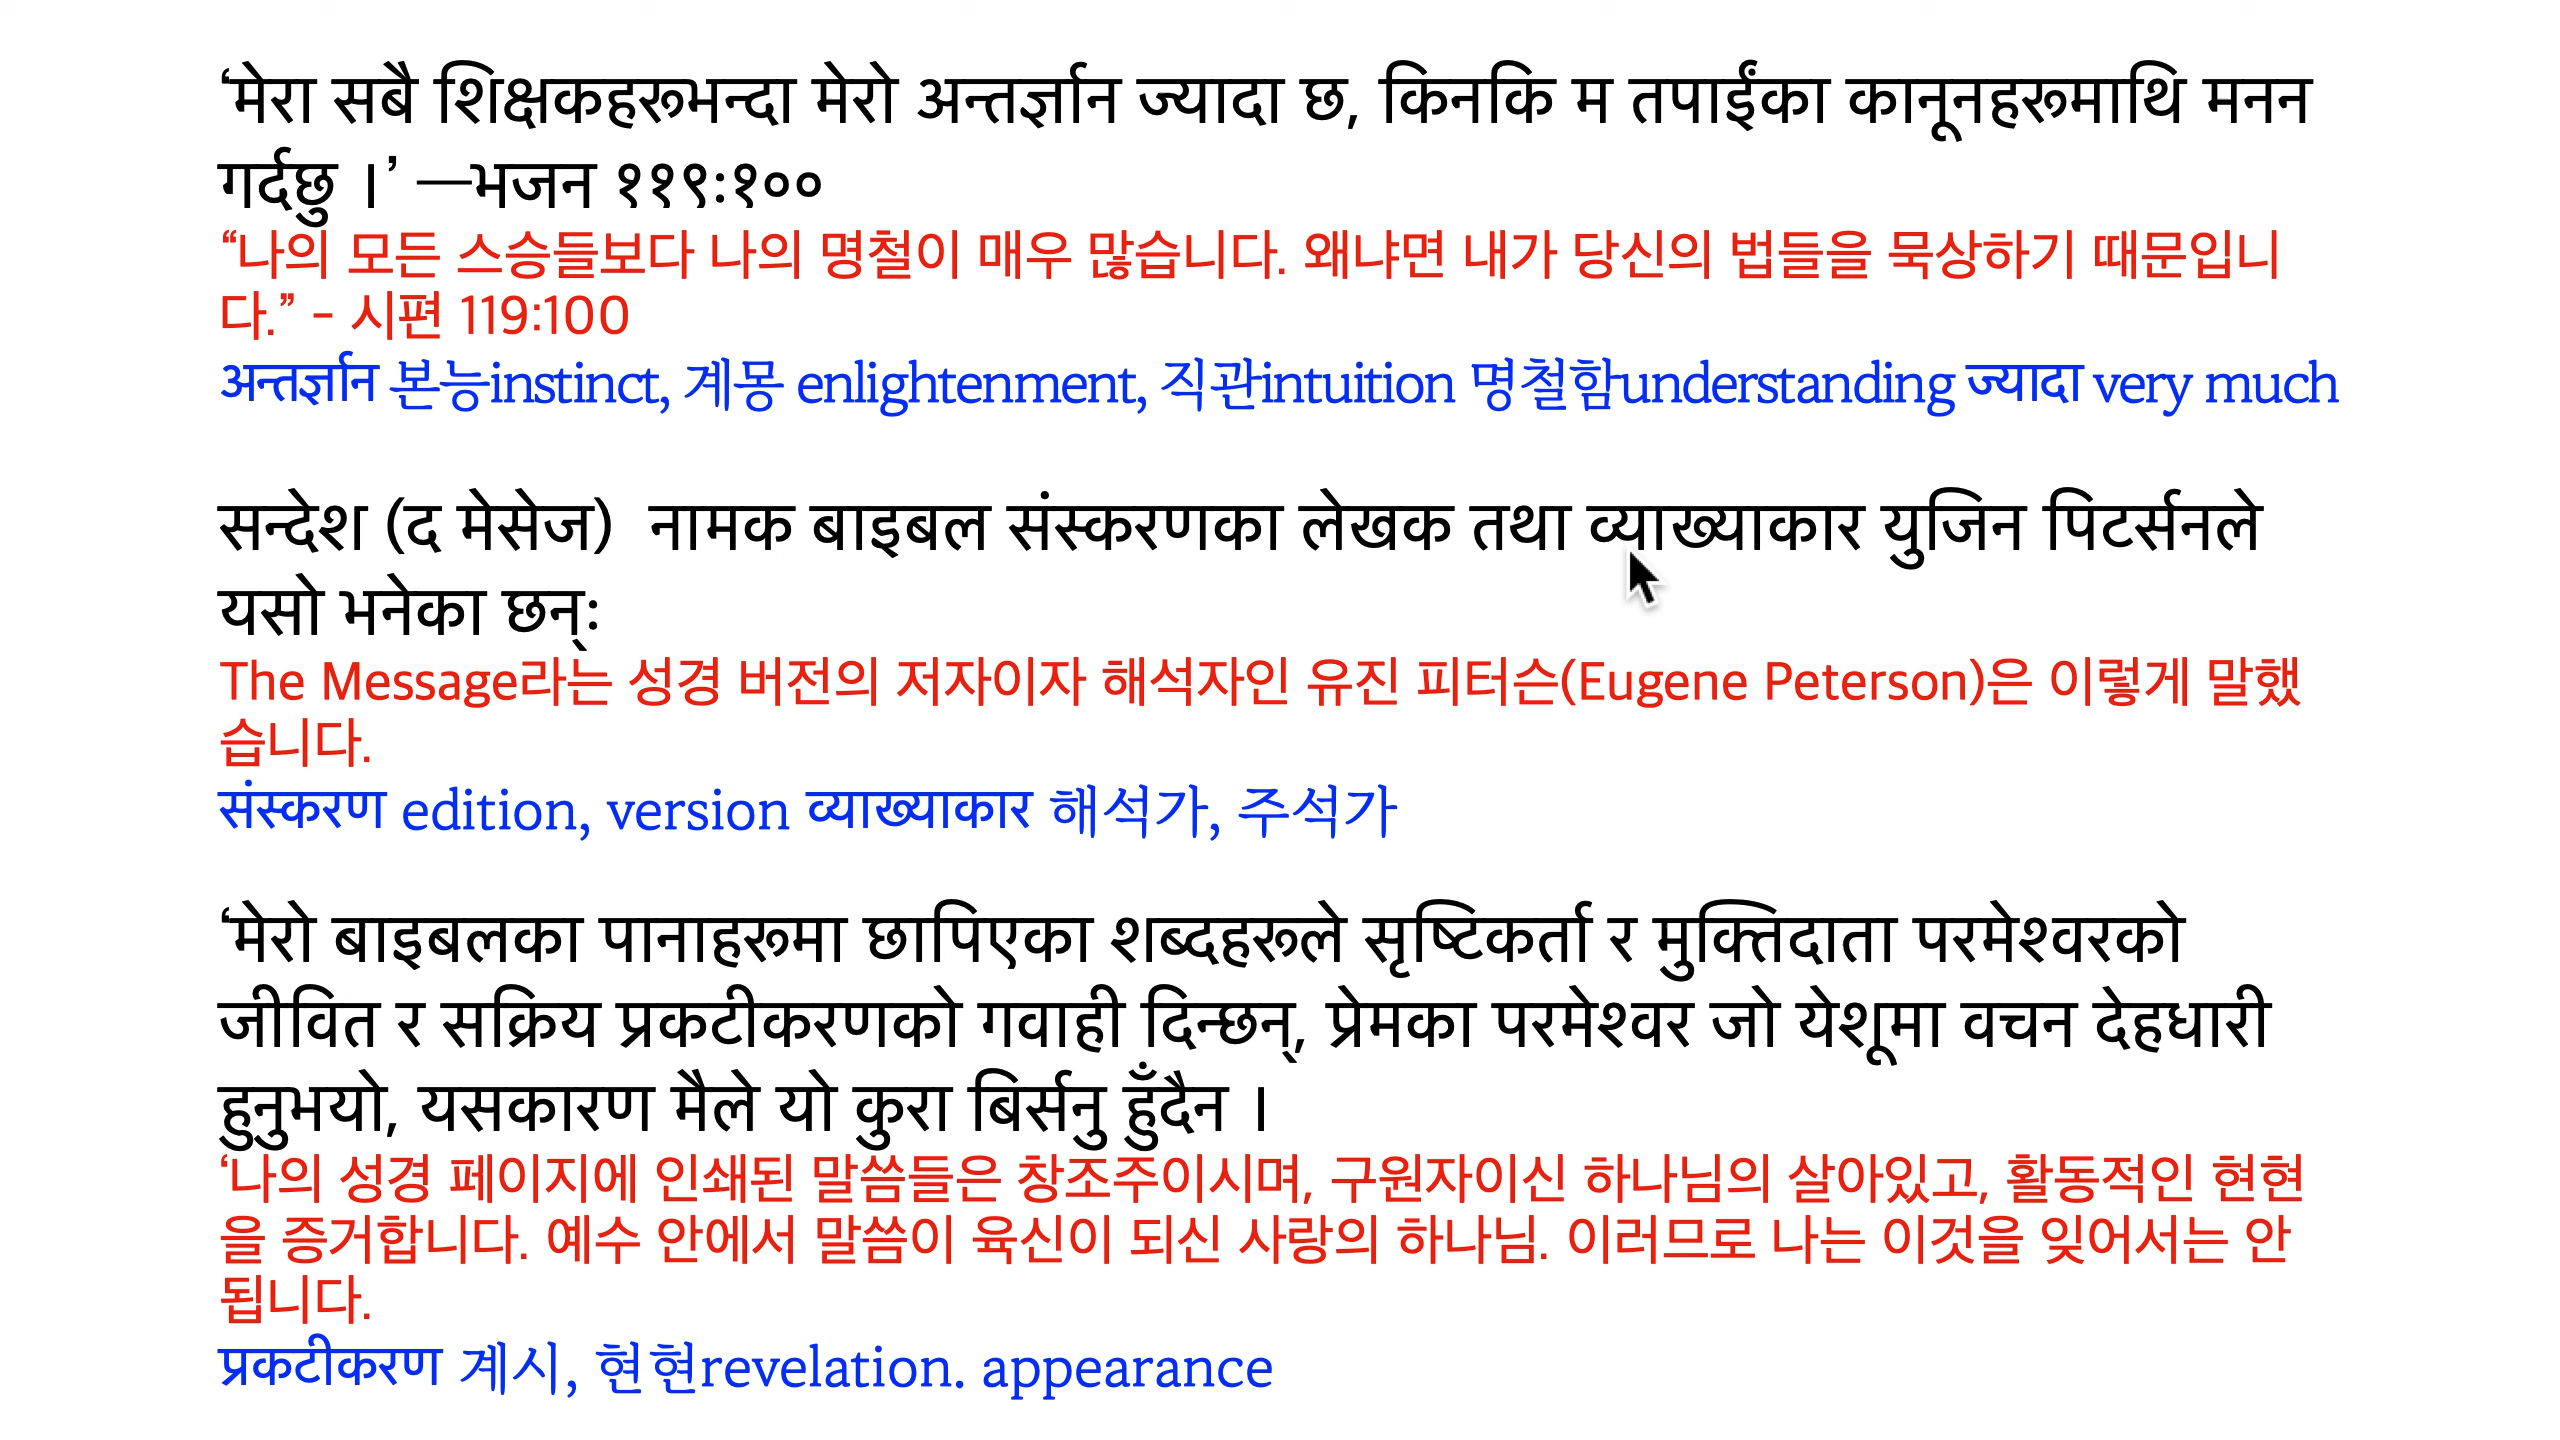 ‘मेरा सबै शिक्षकहरूभन्दा मेरो अन्तर्ज्ञान ज्यादा छ, किनकि म तपाईंका कानूनहरूमाथि मनन
गर्दछु ।’ —भजन ११९:१००
“나의 모든 스승들보다 나의 명철이 매우 많습니다. 왜냐면 내가 당신의 법들을 묵상하기 때문입니
다.” - 시편 119:100
अन्तर्ज्ञान 본능instinct, 계몽 enlightenment, 직관intuition 명철함understanding ज्यादा very much
सन्देश (द मेसेज) नामक बाइबल संस्करणका लेखक तथा व्याख्याकार युजिन पिटर्सनले
यसो भनेका छन्ः
The Message라는 성경 버전의 저자이자 해석자인 유진 피터슨(Eugene Peterson)은 이렇게 말했
습니다.
संस्करण edition, version व्याख्याकार 해석가, 주석가
‘मेरो बाइबलका पानाहरूमा छापिएका शब्दहरूले सृष्टिकर्ता र मुक्तिदाता परमेश्वरको
जीवित र सक्रिय प्रकटीकरणको गवाही दिन्छन्, प्रेमका परमेश्वर जो येशूमा वचन देहधारी
हुनुभयो, यसकारण मैले यो कुरा बिर्सनु हुँदैन ।
‘나의 성경 페이지에 인쇄된 말씀들은 창조주이시며, 구원자이신 하나님의 살아있고, 활동적인 현현
을 증거합니다. 예수 안에서 말씀이 육신이 되신 사랑의 하나님. 이러므로 나는 이것을 잊어서는 안
됩니다.
प्रकटीकरण 계시, 현현revelation. appearance